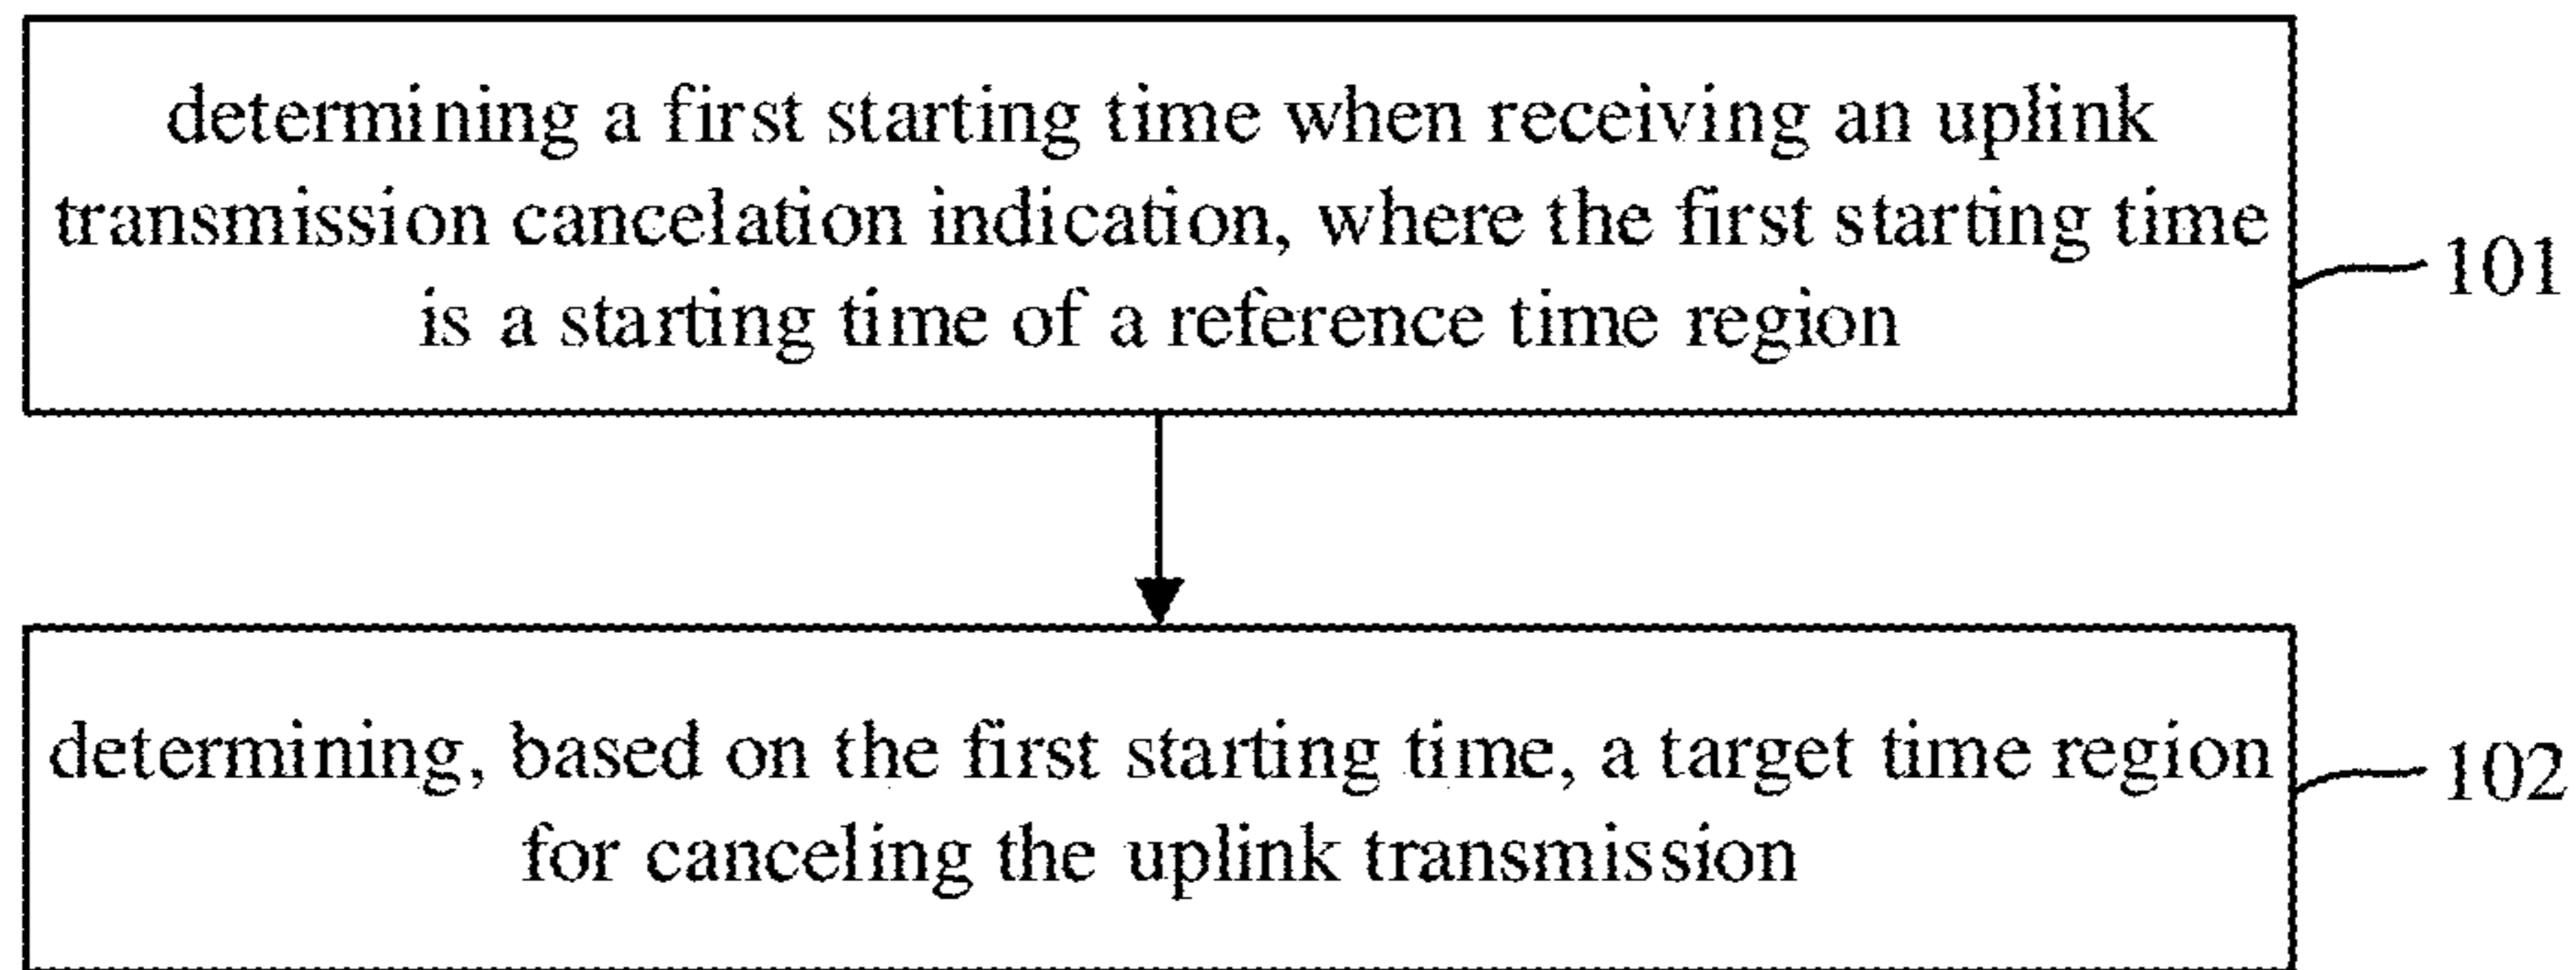 determining a first starting time when receiving an uplink
transmission cancelation indication, where the first starting time
is a starting time of a reference time region
101
determining, based on the first starting time, a target time region
for canceling the uplink transmission
102